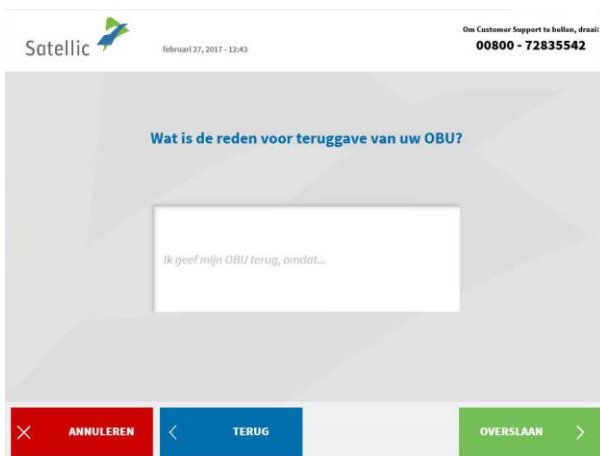 Satellic
februari 27, 2017 - 12:43
Om Customer Support te bellen, draai:
00800 - 72835542
Wat is de reden voor teruggave van uw OBU?
Ik geef mijn OBU terug, omdat...
ANNULEREN
TERUG
OVERSLAAN